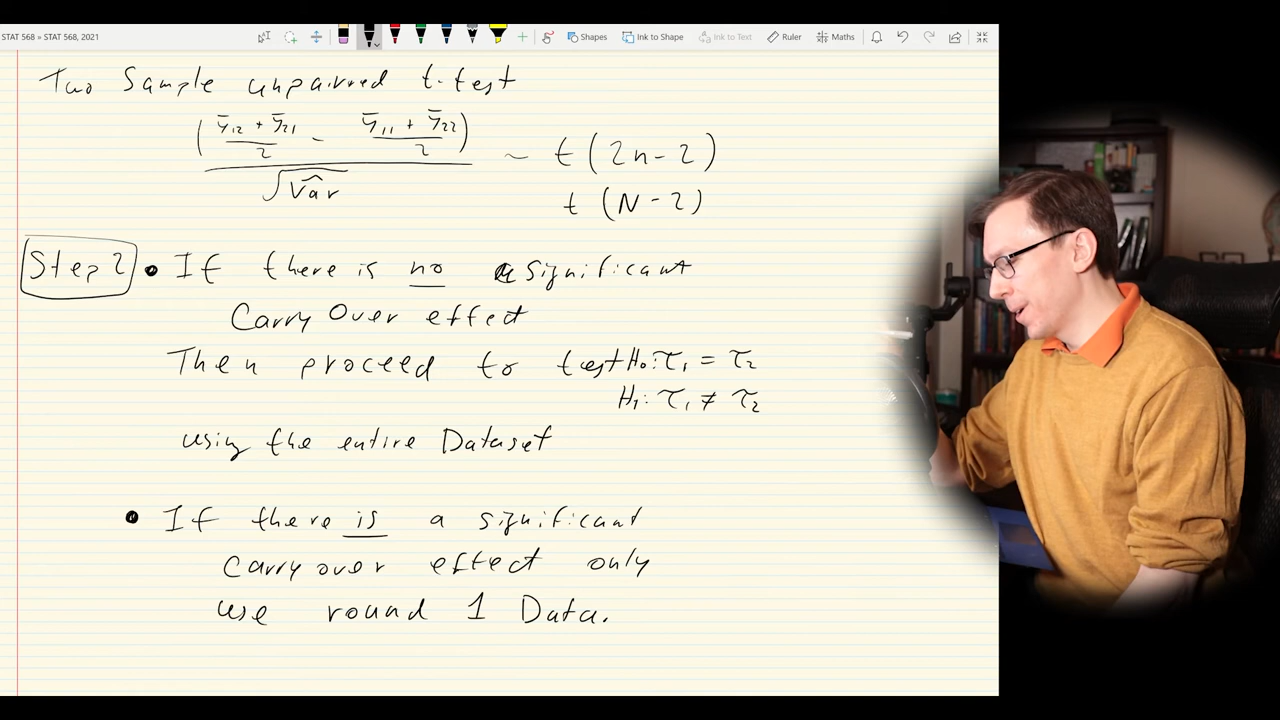 STAT 568 » STAT 568, 2021
Shapes Ink to Shape Ink to Text Ruler Maths
Two Sample unpaired t-test
(ȳ₁₂ + ȳ₂₁)/2 - (ȳ₁₁ + ȳ₂₂)/2
√Var̂
~ t (2n-2)
t (N-2)
Step 2 • If there is no significant
Carry Over effect
Then proceed to test H₀: τ₁ = τ₂
H₁: τ₁ ≠ τ₂
using the entire Dataset
• If there is a significant
Carry over effect only
use round 1 Data.